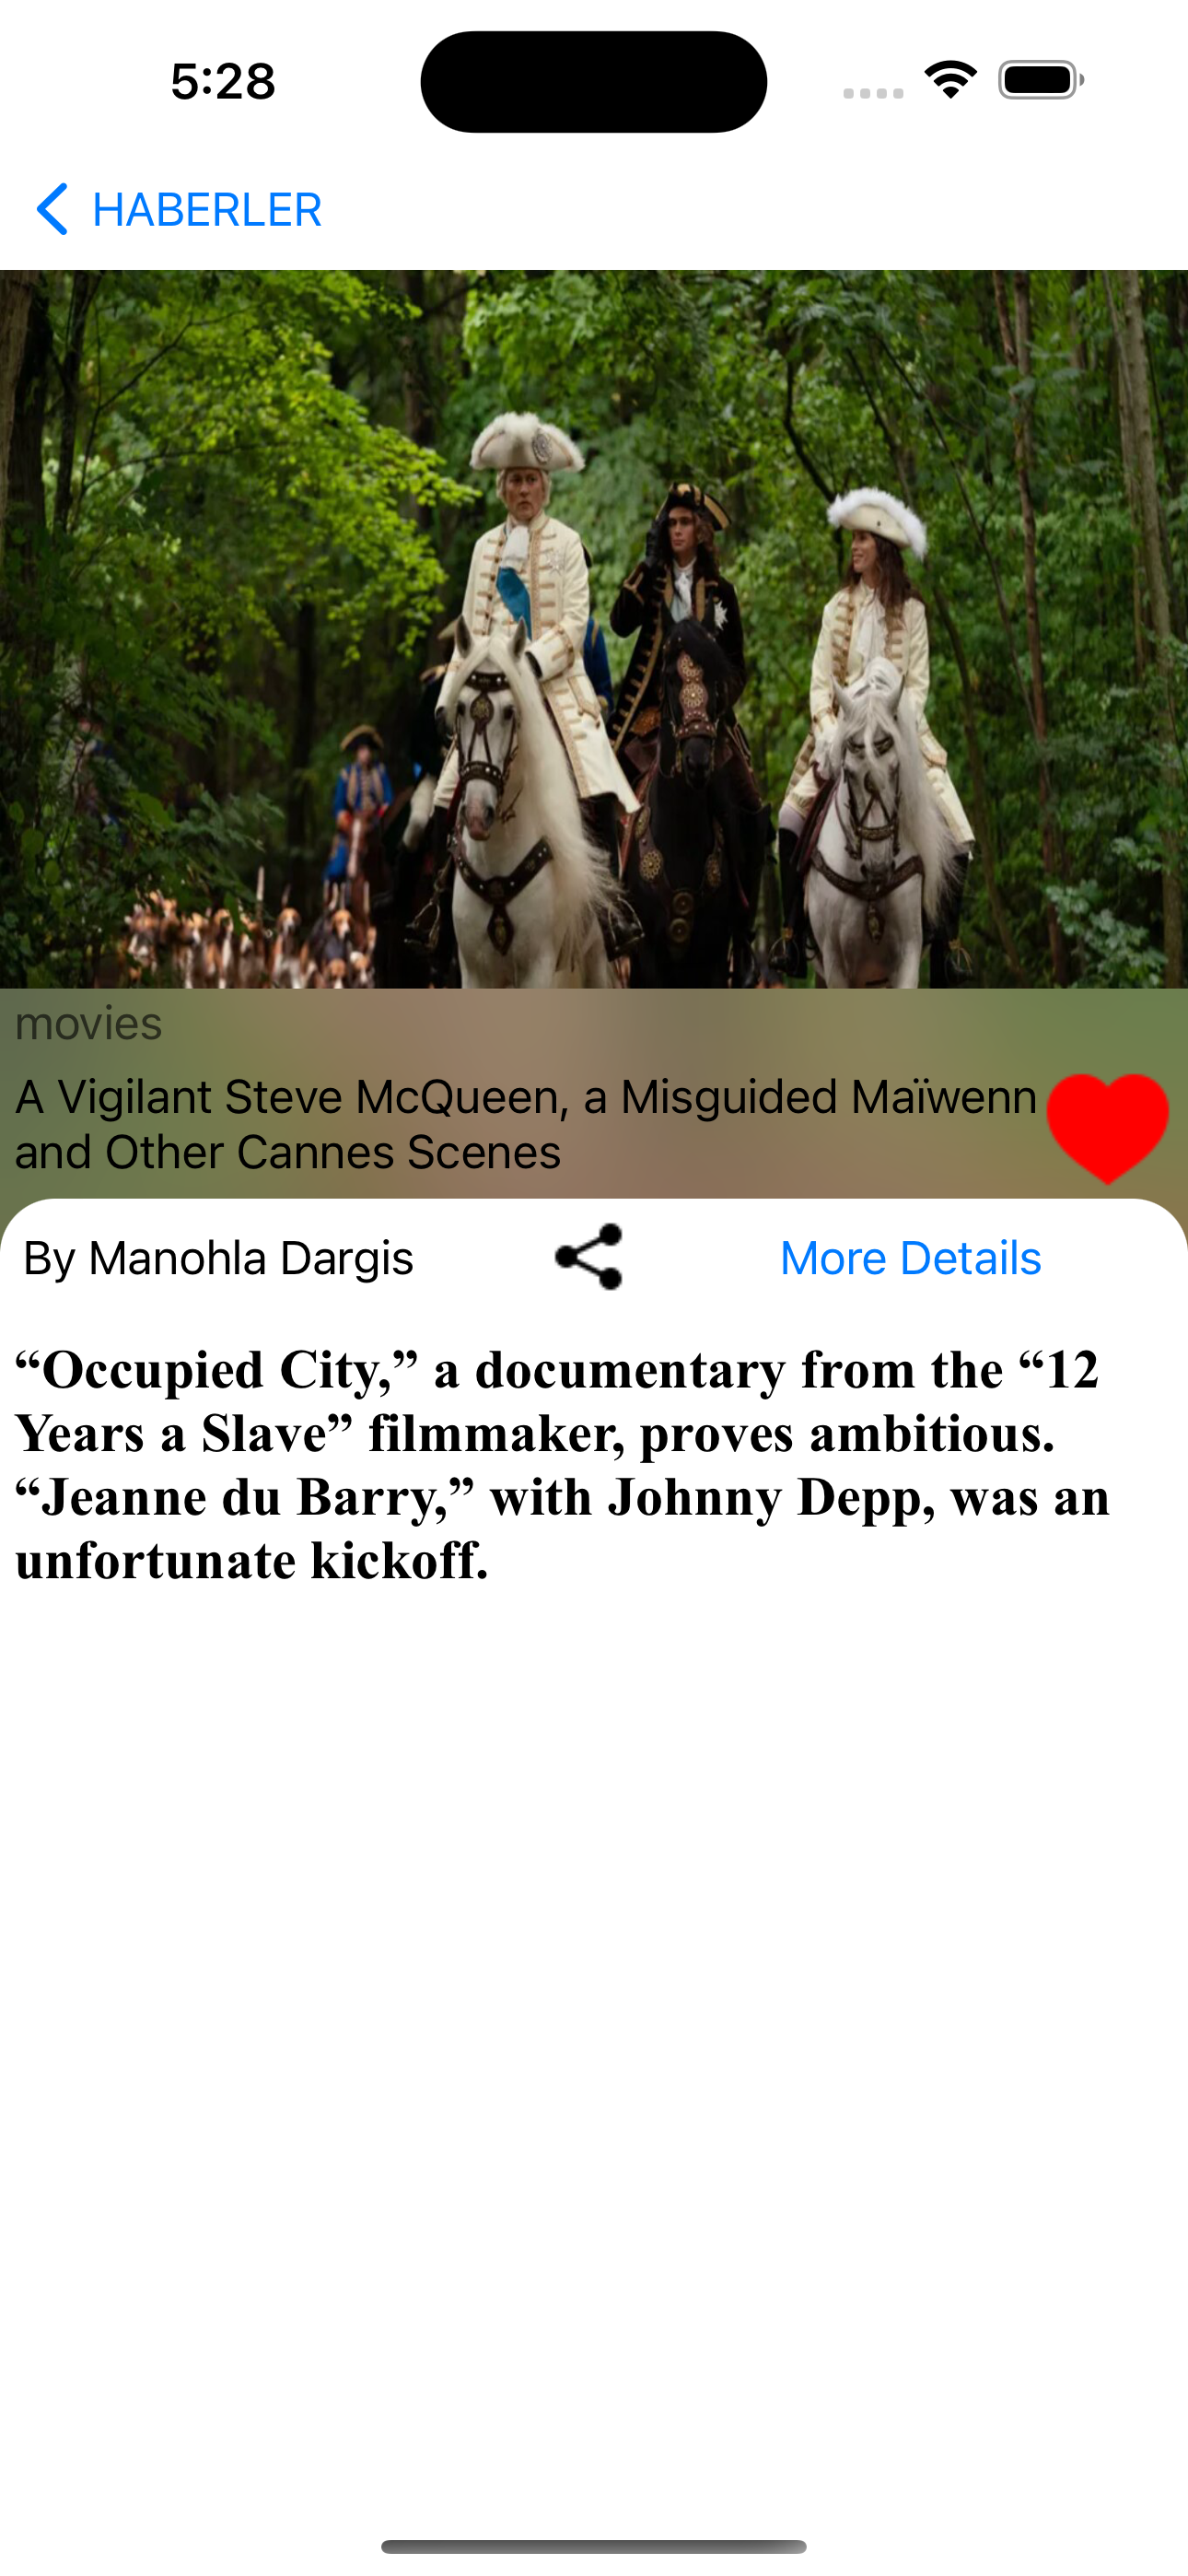 5:28
HABERLER
movies
A Vigilant Steve McQueen, a Misguided Maïwenn
and Other Cannes Scenes
By Manohla Dargis
More Details
“Occupied City,” a documentary from the “12
Years a Slave” filmmaker, proves ambitious.
“Jeanne du Barry,” with Johnny Depp, was an
unfortunate kickoff.